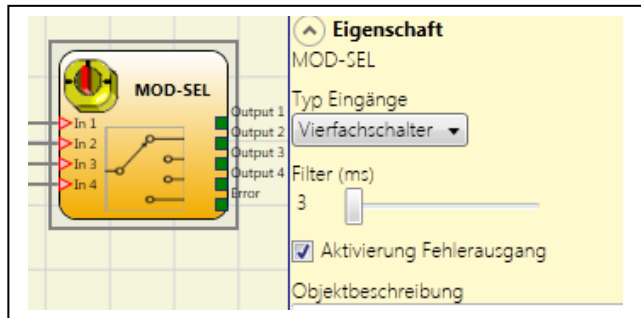 MOD-SEL
In 1
In 2
In 3
In 4
Output 1
Output 2
Output 3
Output 4
Error
Eigenschaft
MOD-SEL
Typ Eingänge
Vierfachschalter
Filter (ms)
3
Aktivierung Fehlerausgang
Objektbeschreibung